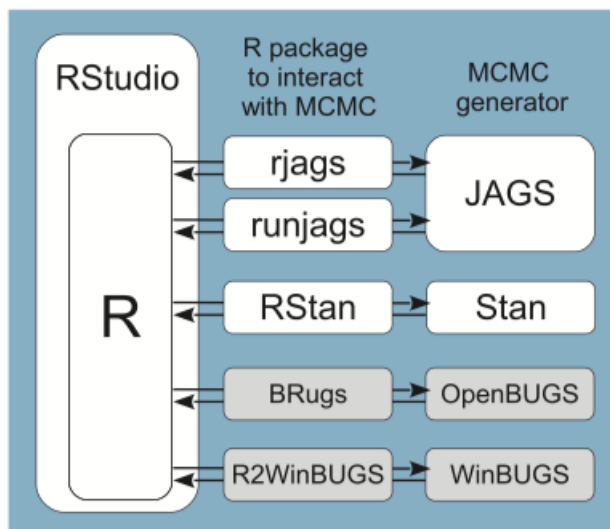 RStudio
R package
to interact
with MCMC
MCMC
generator
R
rjags
runjags
JAGS
RStan
Stan
BRugs
OpenBUGS
R2WinBUGS
WinBUGS